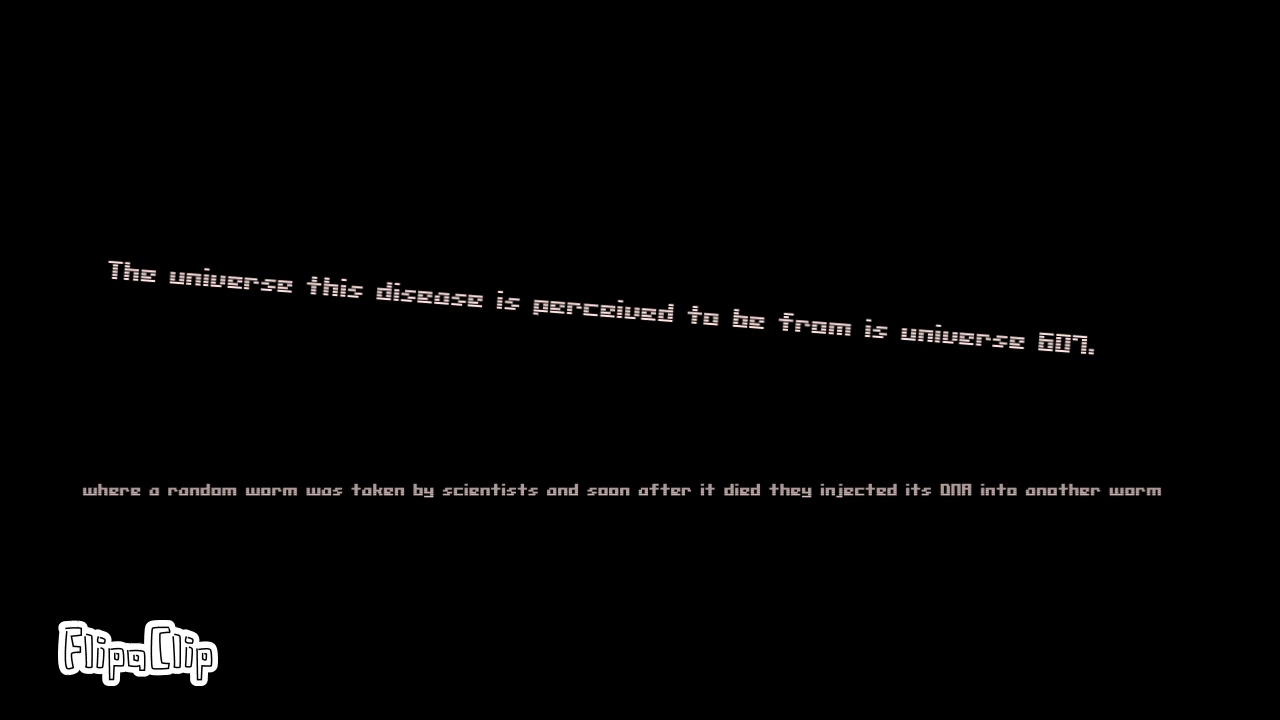 The universe this disease is perceived to be from is universe 607.
where a random worm was taken by scientists and soon after it died they injected its DNA into another worm
FlipaClip